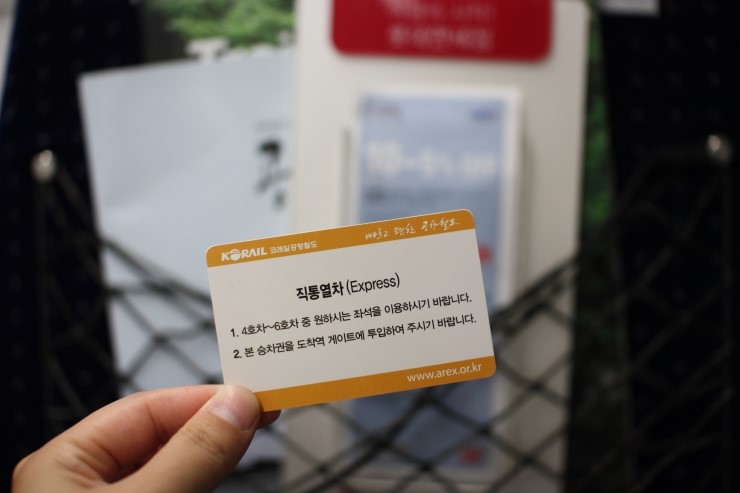 KORAIL 코레일공항철도
빠르고 편한 공항철도
직통열차 (Express)
1. 4호차~6호차 중 원하시는 좌석을 이용하시기 바랍니다.
2. 본 승차권을 도착역 게이트에 투입하여 주시기 바랍니다.
www.arex.or.kr